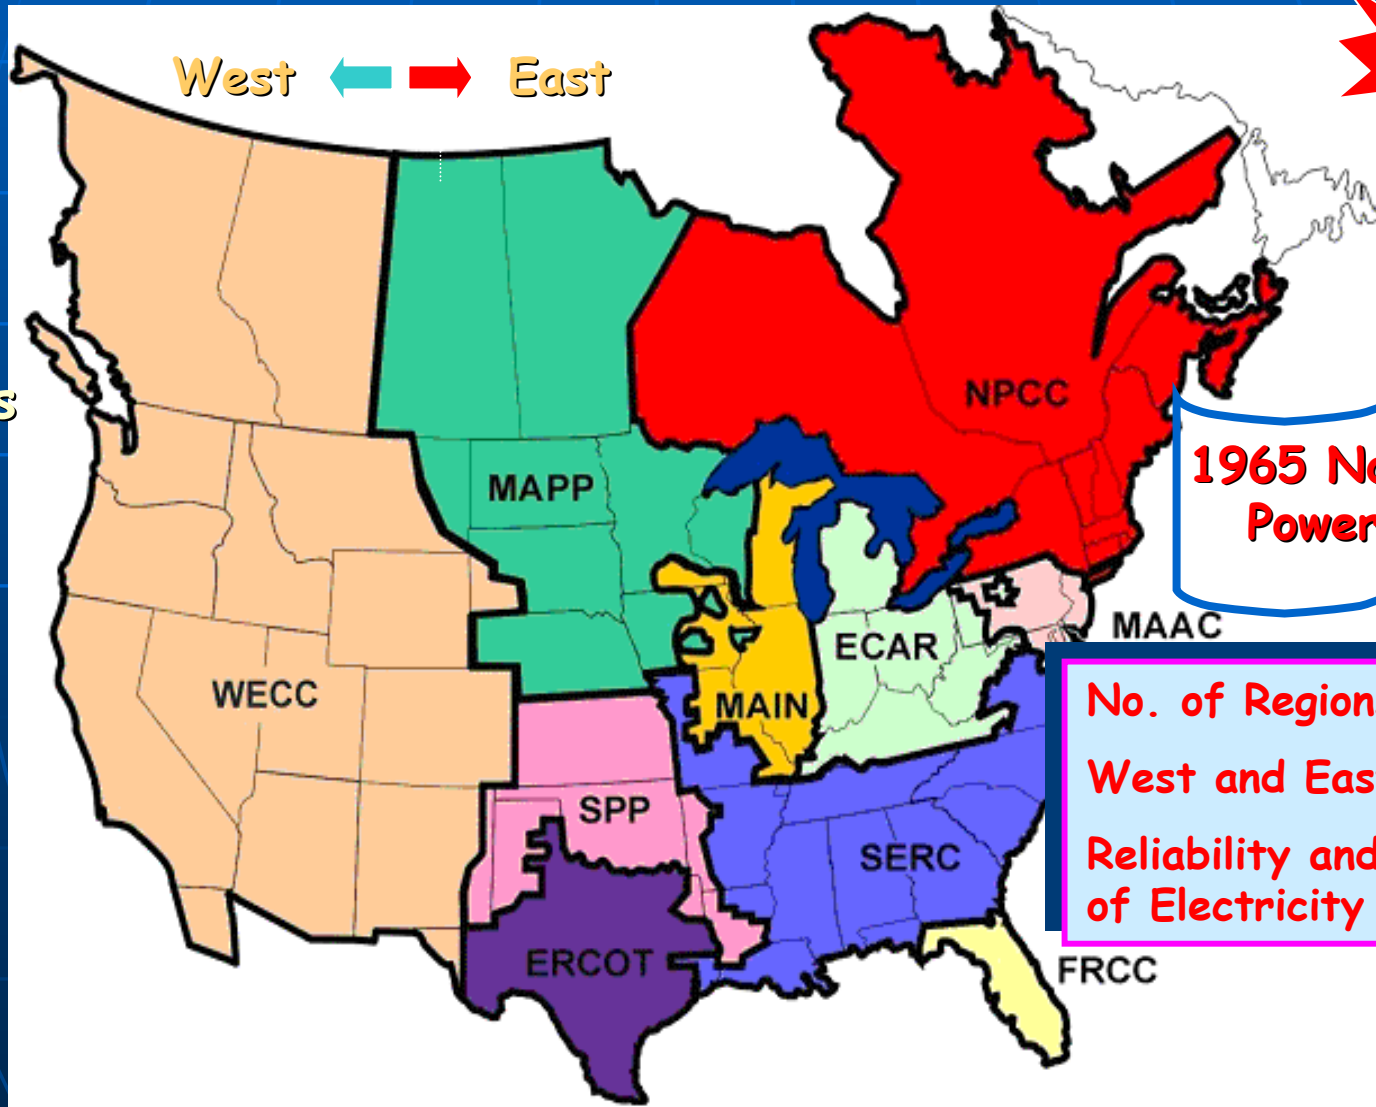 West East
s
NPCC
MAPP
1965 No
Power
MAAC
ECAR
WECC
MAIN
No. of Region
West and Eas
SPP
SERC
Reliability and
of Electricity
ERCOT
FRCC